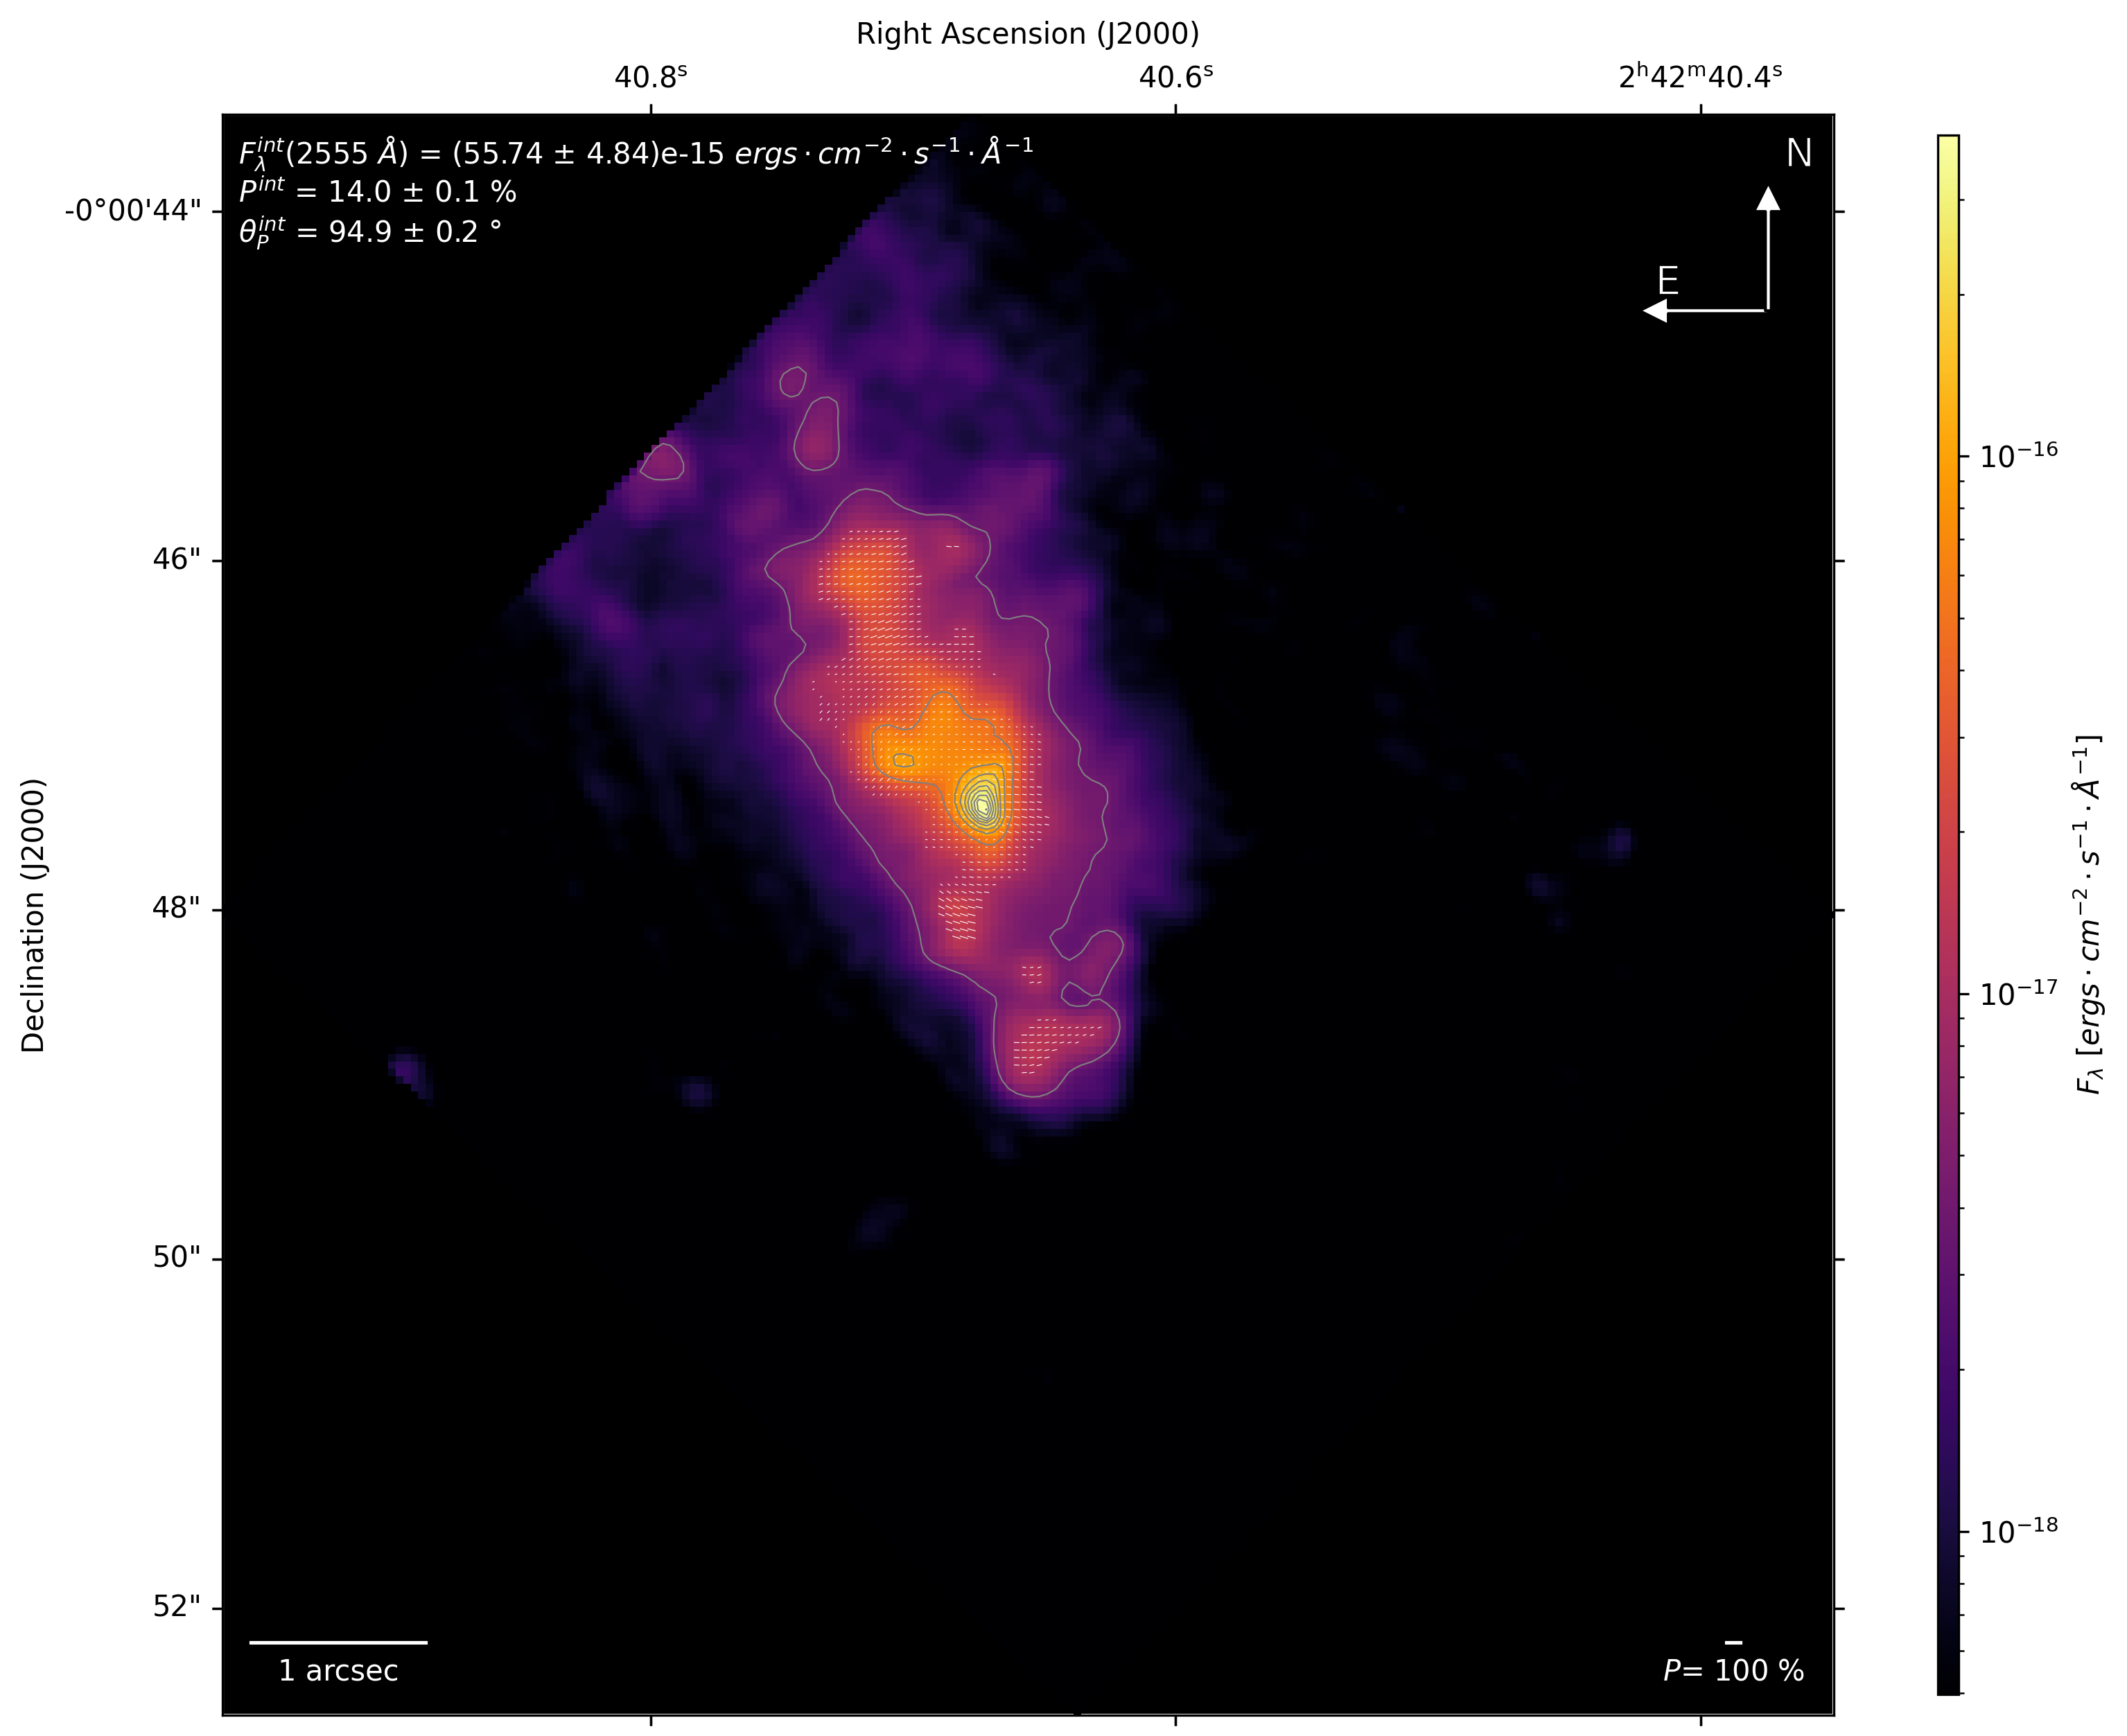 Right Ascension (J2000)
40.8ˢ 40.6ˢ 2ʰ42ᵐ40.4ˢ
F_λ^int(2555 Å) = (55.74 ± 4.84)e-15 ergs · cm⁻² · s⁻¹ · Å⁻¹
P^int = 14.0 ± 0.1 %
θ_P^int = 94.9 ± 0.2 °
N
E
-0°00'44"
46"
48"
50"
52"
Declination (J2000)
1 arcsec
P= 100 %
10⁻¹⁶
10⁻¹⁷
10⁻¹⁸
F_λ [ergs · cm⁻² · s⁻¹ · Å⁻¹]